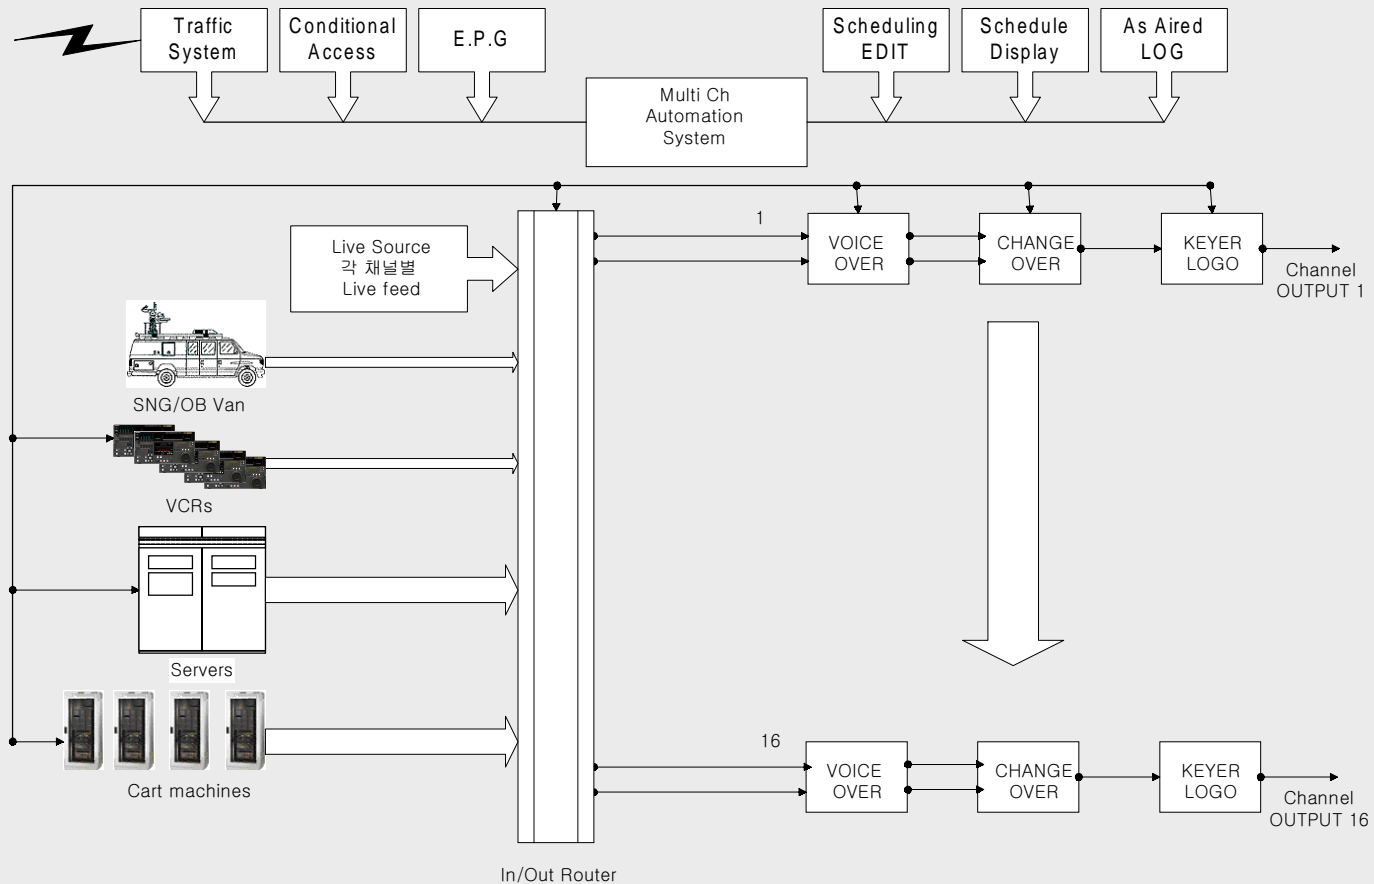 Traffic
System
Conditional
Access
E.P.G
Scheduling
EDIT
Schedule
Display
As Aired
LOG
Multi Ch
Automation
System
Live Source
각 채널별
Live feed
1
VOICE
OVER
CHANGE
OVER
KEYER
LOGO
Channel
OUTPUT 1
SNG/OB Van
VCRs
Servers
Cart machines
16
VOICE
OVER
CHANGE
OVER
KEYER
LOGO
Channel
OUTPUT 16
In/Out Router